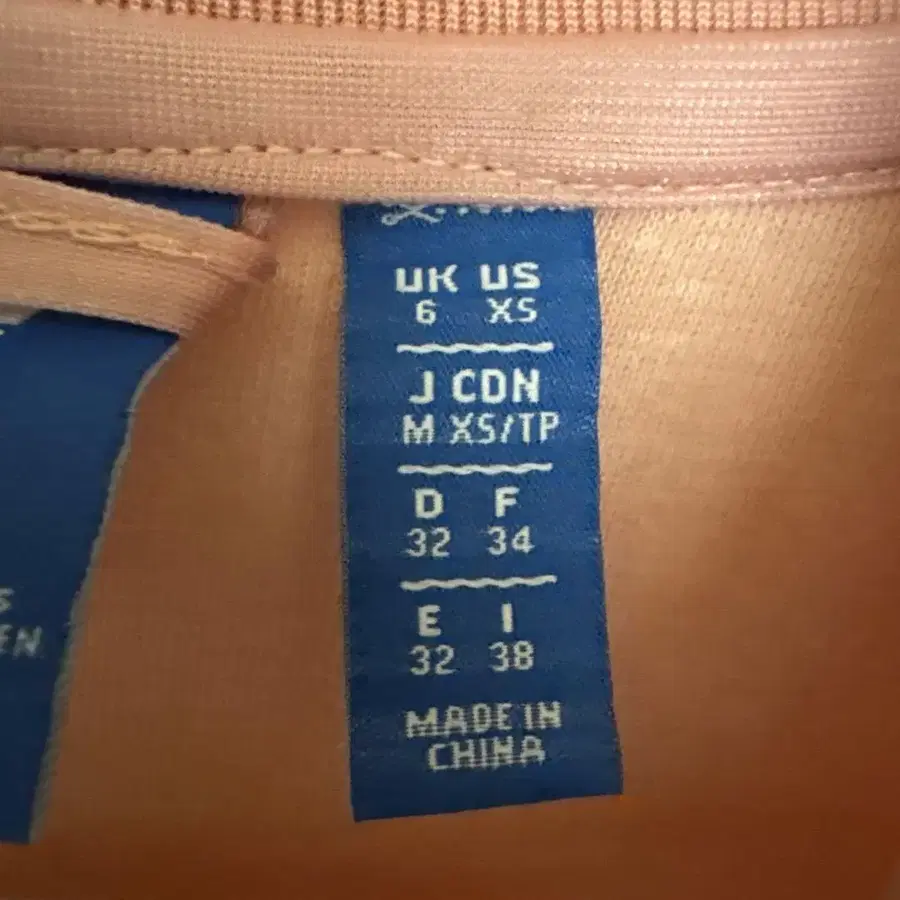 UK US
6 XS
J CDN
M XS/TP
D F
32 34
E I
32 38
MADE IN
CHINA